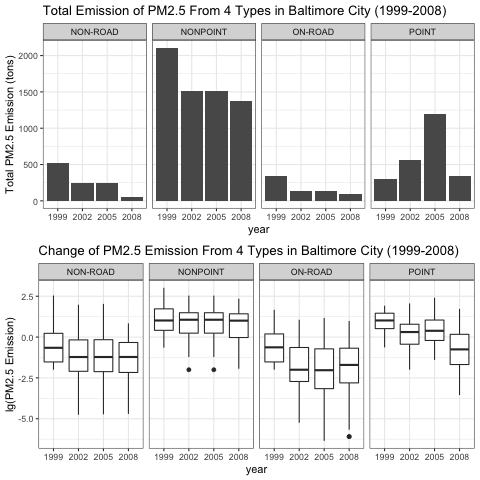 Total Emission of PM2.5 From 4 Types in Baltimore City (1999-2008)
NON-ROAD NONPOINT ON-ROAD POINT
Total PM2.5 Emission (tons)
2000
1500
1000
500
0
1999 2002 2005 2008 1999 2002 2005 2008 1999 2002 2005 2008 1999 2002 2005 2008
year
Change of PM2.5 Emission From 4 Types in Baltimore City (1999-2008)
NON-ROAD NONPOINT ON-ROAD POINT
lg(PM2.5 Emission)
2.5
0.0
-2.5
-5.0
1999 2002 2005 2008 1999 2002 2005 2008 1999 2002 2005 2008 1999 2002 2005 2008
year